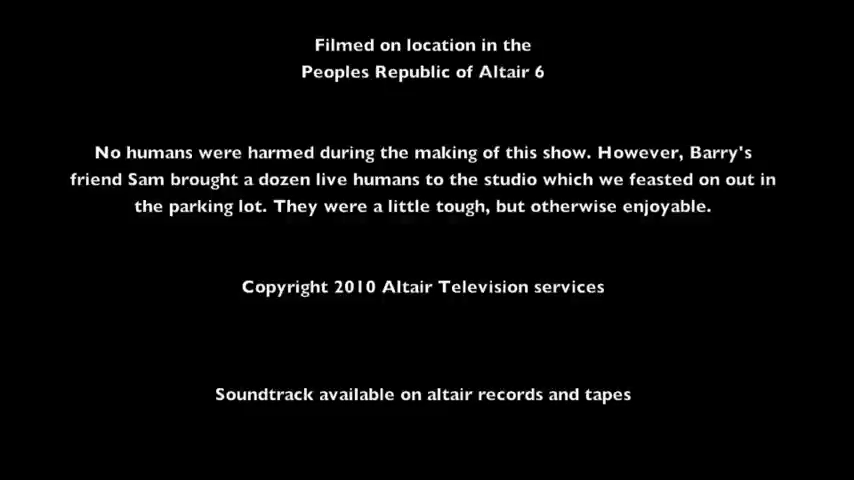 Filmed on location in the
Peoples Republic of Altair 6
No humans were harmed during the making of this show. However, Barry's
friend Sam brought a dozen live humans to the studio which we feasted on out in
the parking lot. They were a little tough, but otherwise enjoyable.
Copyright 2010 Altair Television services
Soundtrack available on altair records and tapes